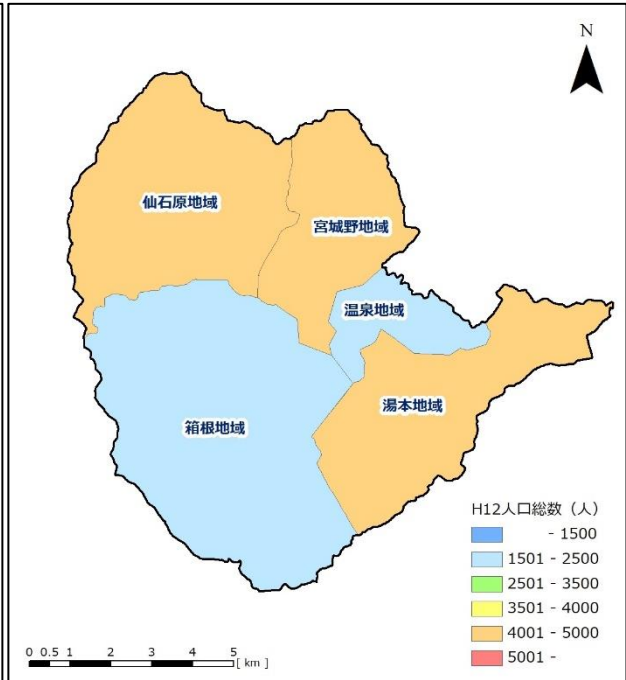 N
仙石原地域
宮城野地域
温泉地域
湯本地域
箱根地域
H12人口総数（人）
- 1500
1501 - 2500
2501 - 3500
3501 - 4000
4001 - 5000
5001 -
0 0.5 1 2 3 4 5
[ km ]